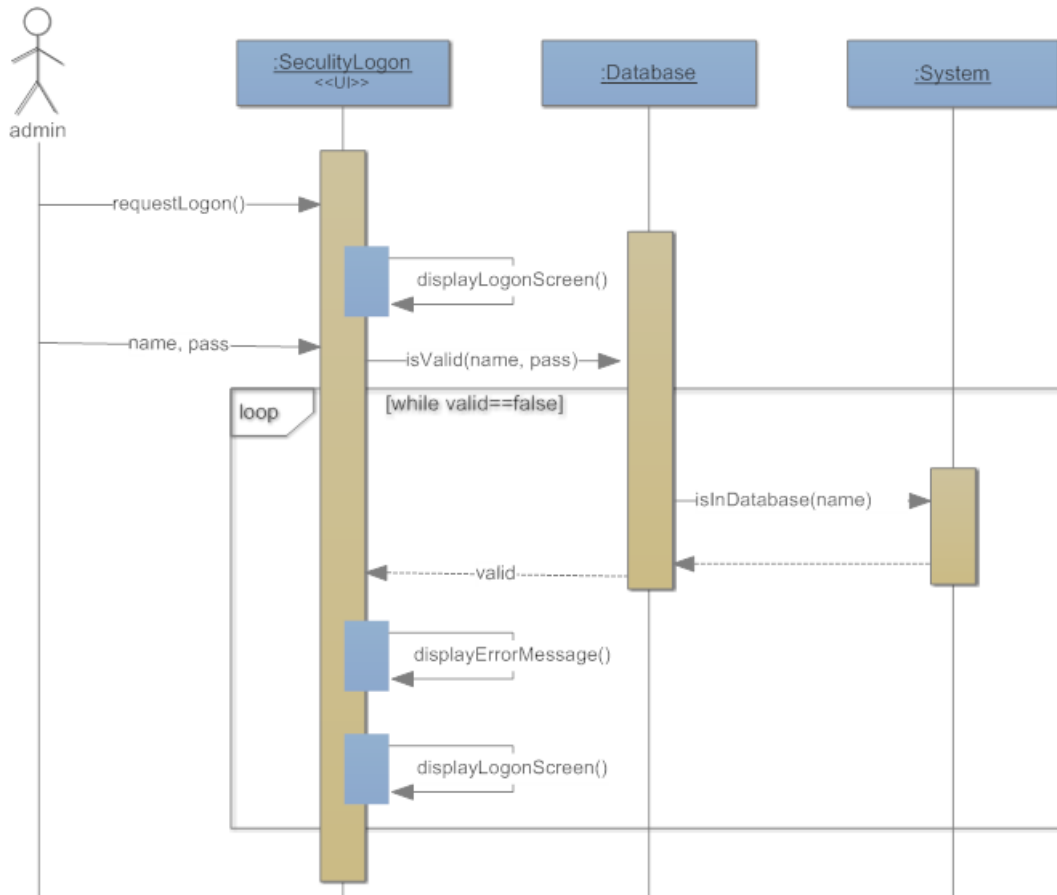 :SeculityLogon
<<UI>>
:Database
:System
admin
requestLogon()
displayLogonScreen()
name, pass
isValid(name, pass)
loop
[while valid==false]
isInDatabase(name)
valid
displayErrorMessage()
displayLogonScreen()